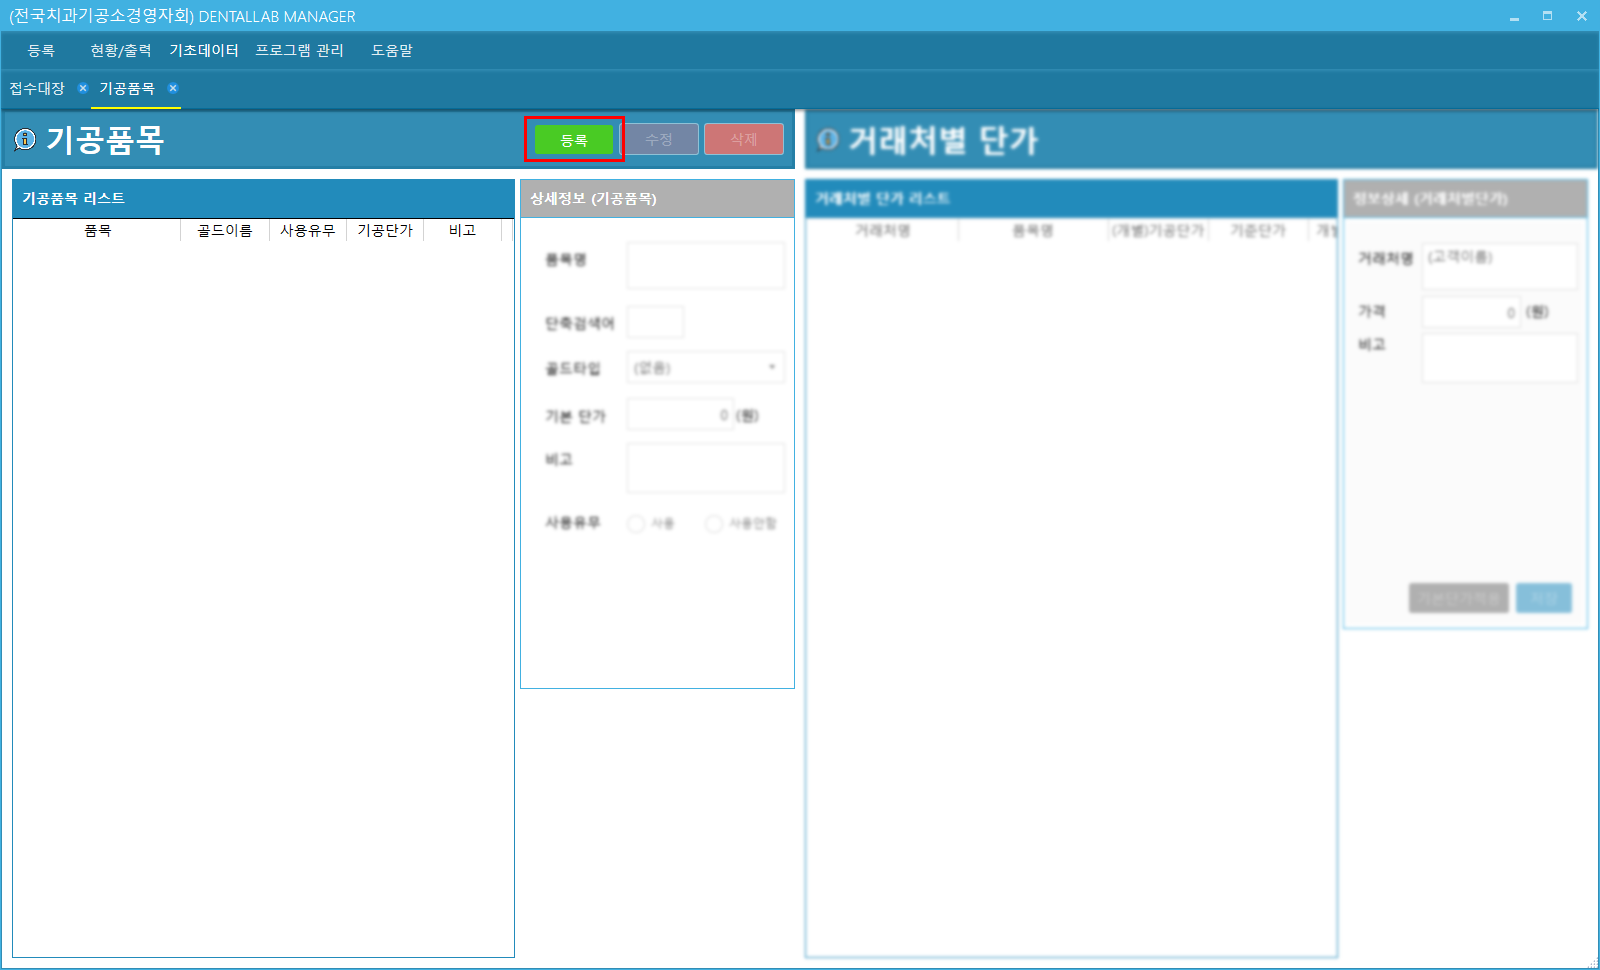 (전국치과기공소경영자회) DENTALLAB MANAGER
등록 현황/출력 기초데이터 프로그램 관리 도움말
접수대장 기공품목
기공품목 등록 수정 삭제
거래처별 단가
기공품목 리스트
품목 골드이름 사용유무 기공단가 비고
상세정보 (기공품목)
품목명
단축검색어
골드타입 (없음)
기본 단가 0 (원)
비고
사용유무 사용 사용안함
거래처별 단가 리스트
거래처명 품목명 (개별)기공단가 기준단가
정보상세 (거래처별단가)
거래처명 (고객이름)
가격 0 (원)
비고
기본단가적용 저장